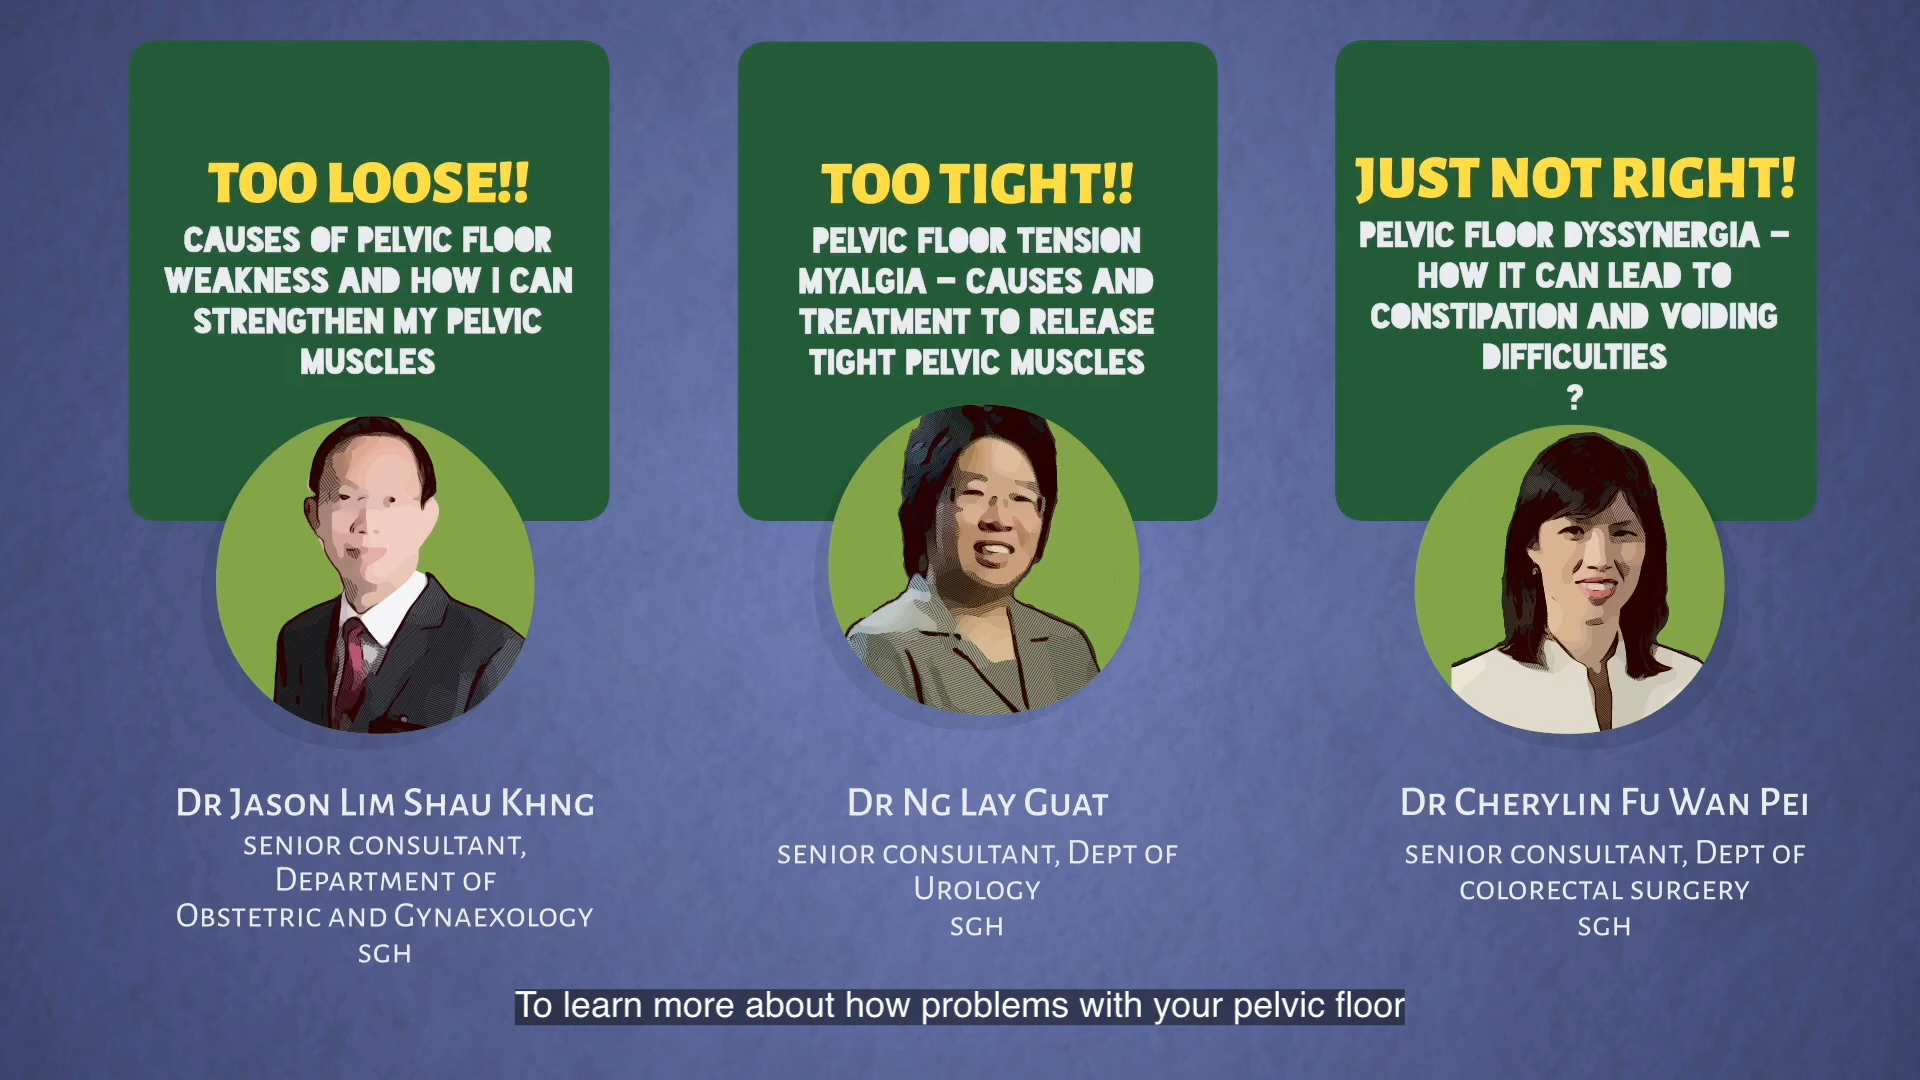 TOO LOOSE!!
CAUSES OF PELVIC FLOOR
WEAKNESS AND HOW I CAN
STRENGTHEN MY PELVIC
MUSCLES
DR JASON LIM SHAU KHNG
SENIOR CONSULTANT,
DEPARTMENT OF
OBSTETRIC AND GYNAEXOLOGY
SGH
TOO TIGHT!!
PELVIC FLOOR TENSION
MYALGIA – CAUSES AND
TREATMENT TO RELEASE
TIGHT PELVIC MUSCLES
DR NG LAY GUAT
SENIOR CONSULTANT, DEPT OF
UROLOGY
SGH
JUST NOT RIGHT!
PELVIC FLOOR DYSSYNERGIA –
HOW IT CAN LEAD TO
CONSTIPATION AND VOIDING
DIFFICULTIES
?
DR CHERYLIN FU WAN PEI
SENIOR CONSULTANT, DEPT OF
COLORECTAL SURGERY
SGH
To learn more about how problems with your pelvic floor